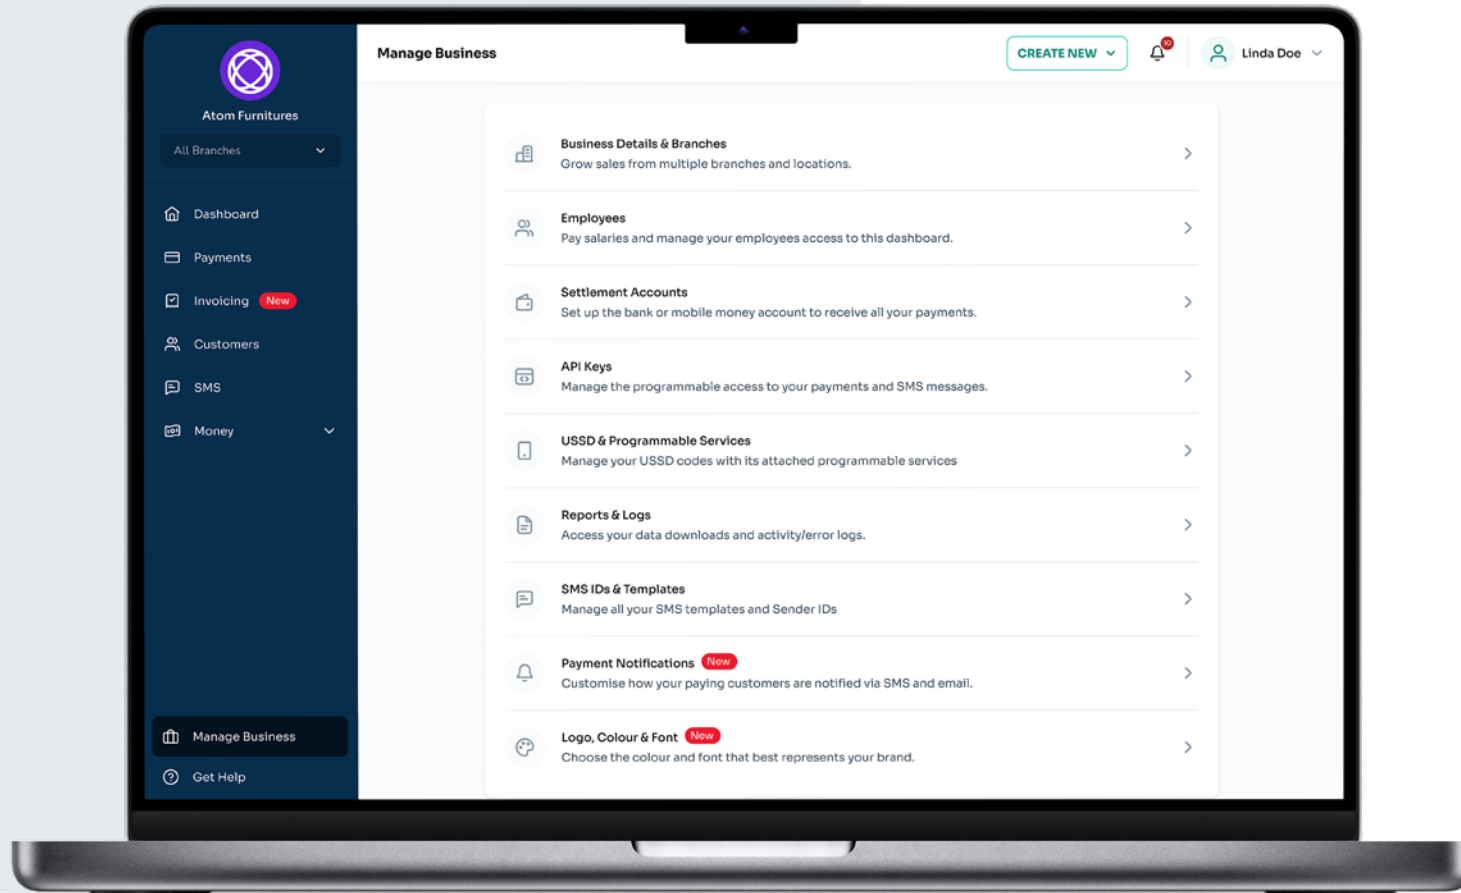 Atom Furnitures
All Branches
Dashboard
Payments
Invoicing New
Customers
SMS
Money
Manage Business
Get Help
Manage Business
CREATE NEW
10
Linda Doe
Business Details & Branches
Grow sales from multiple branches and locations.
Employees
Pay salaries and manage your employees access to this dashboard.
Settlement Accounts
Set up the bank or mobile money account to receive all your payments.
API Keys
Manage the programmable access to your payments and SMS messages.
USSD & Programmable Services
Manage your USSD codes with its attached programmable services
Reports & Logs
Access your data downloads and activity/error logs.
SMS IDs & Templates
Manage all your SMS templates and Sender IDs
Payment Notifications New
Customise how your paying customers are notified via SMS and email.
Logo, Colour & Font New
Choose the colour and font that best represents your brand.